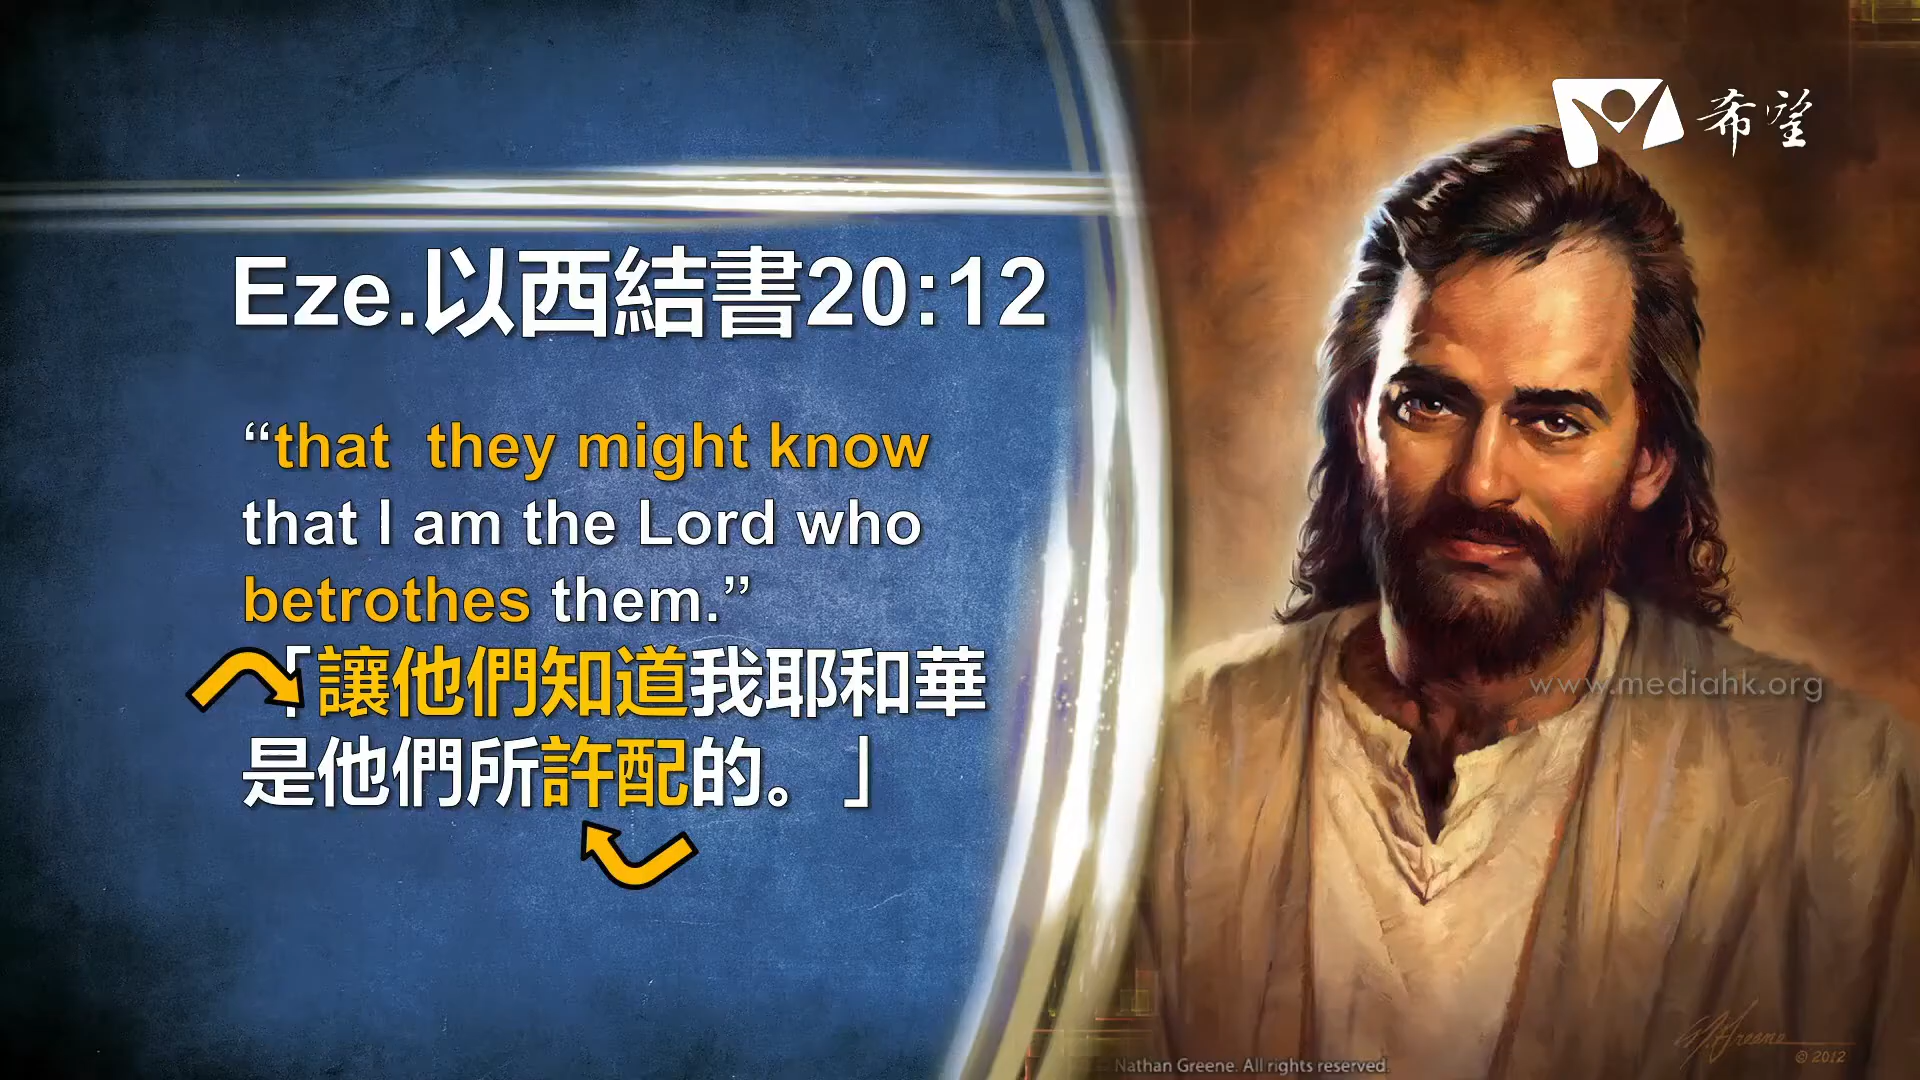 希望
Eze.以西結書20:12
“that they might know
that I am the Lord who
betrothes them.”
「讓他們知道我耶和華
是他們所許配的。」
www.mediahk.org
© 2012
Nathan Greene. All rights reserved.